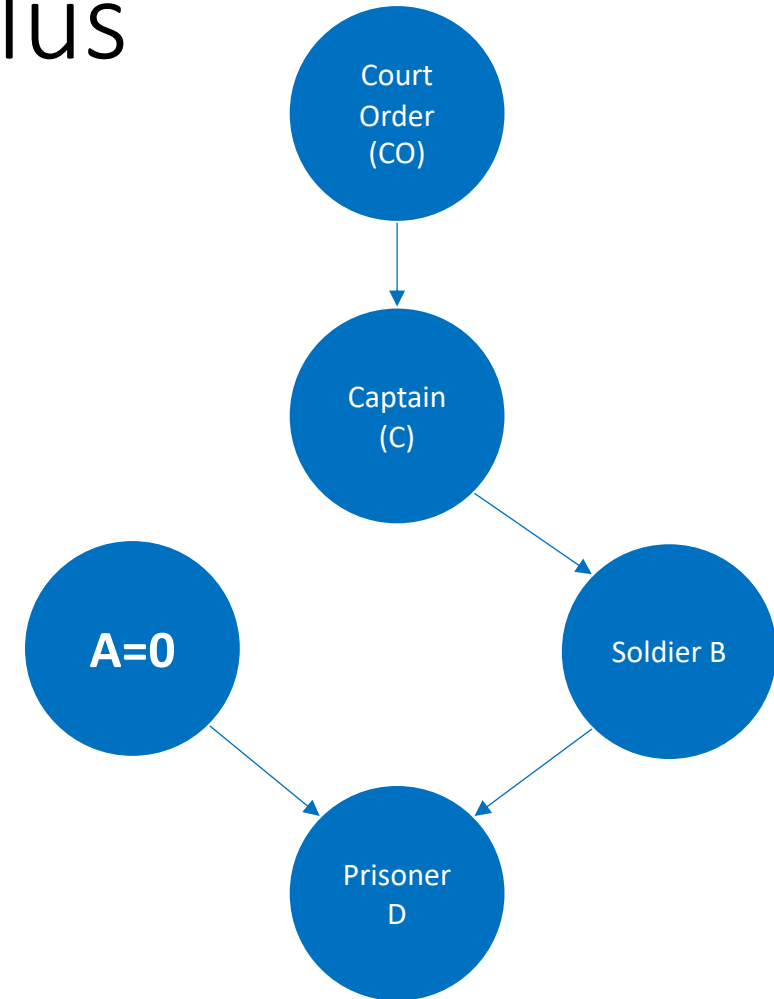 lus
Court
Order
(CO)
Captain
(C)
A=0
Soldier B
Prisoner
D